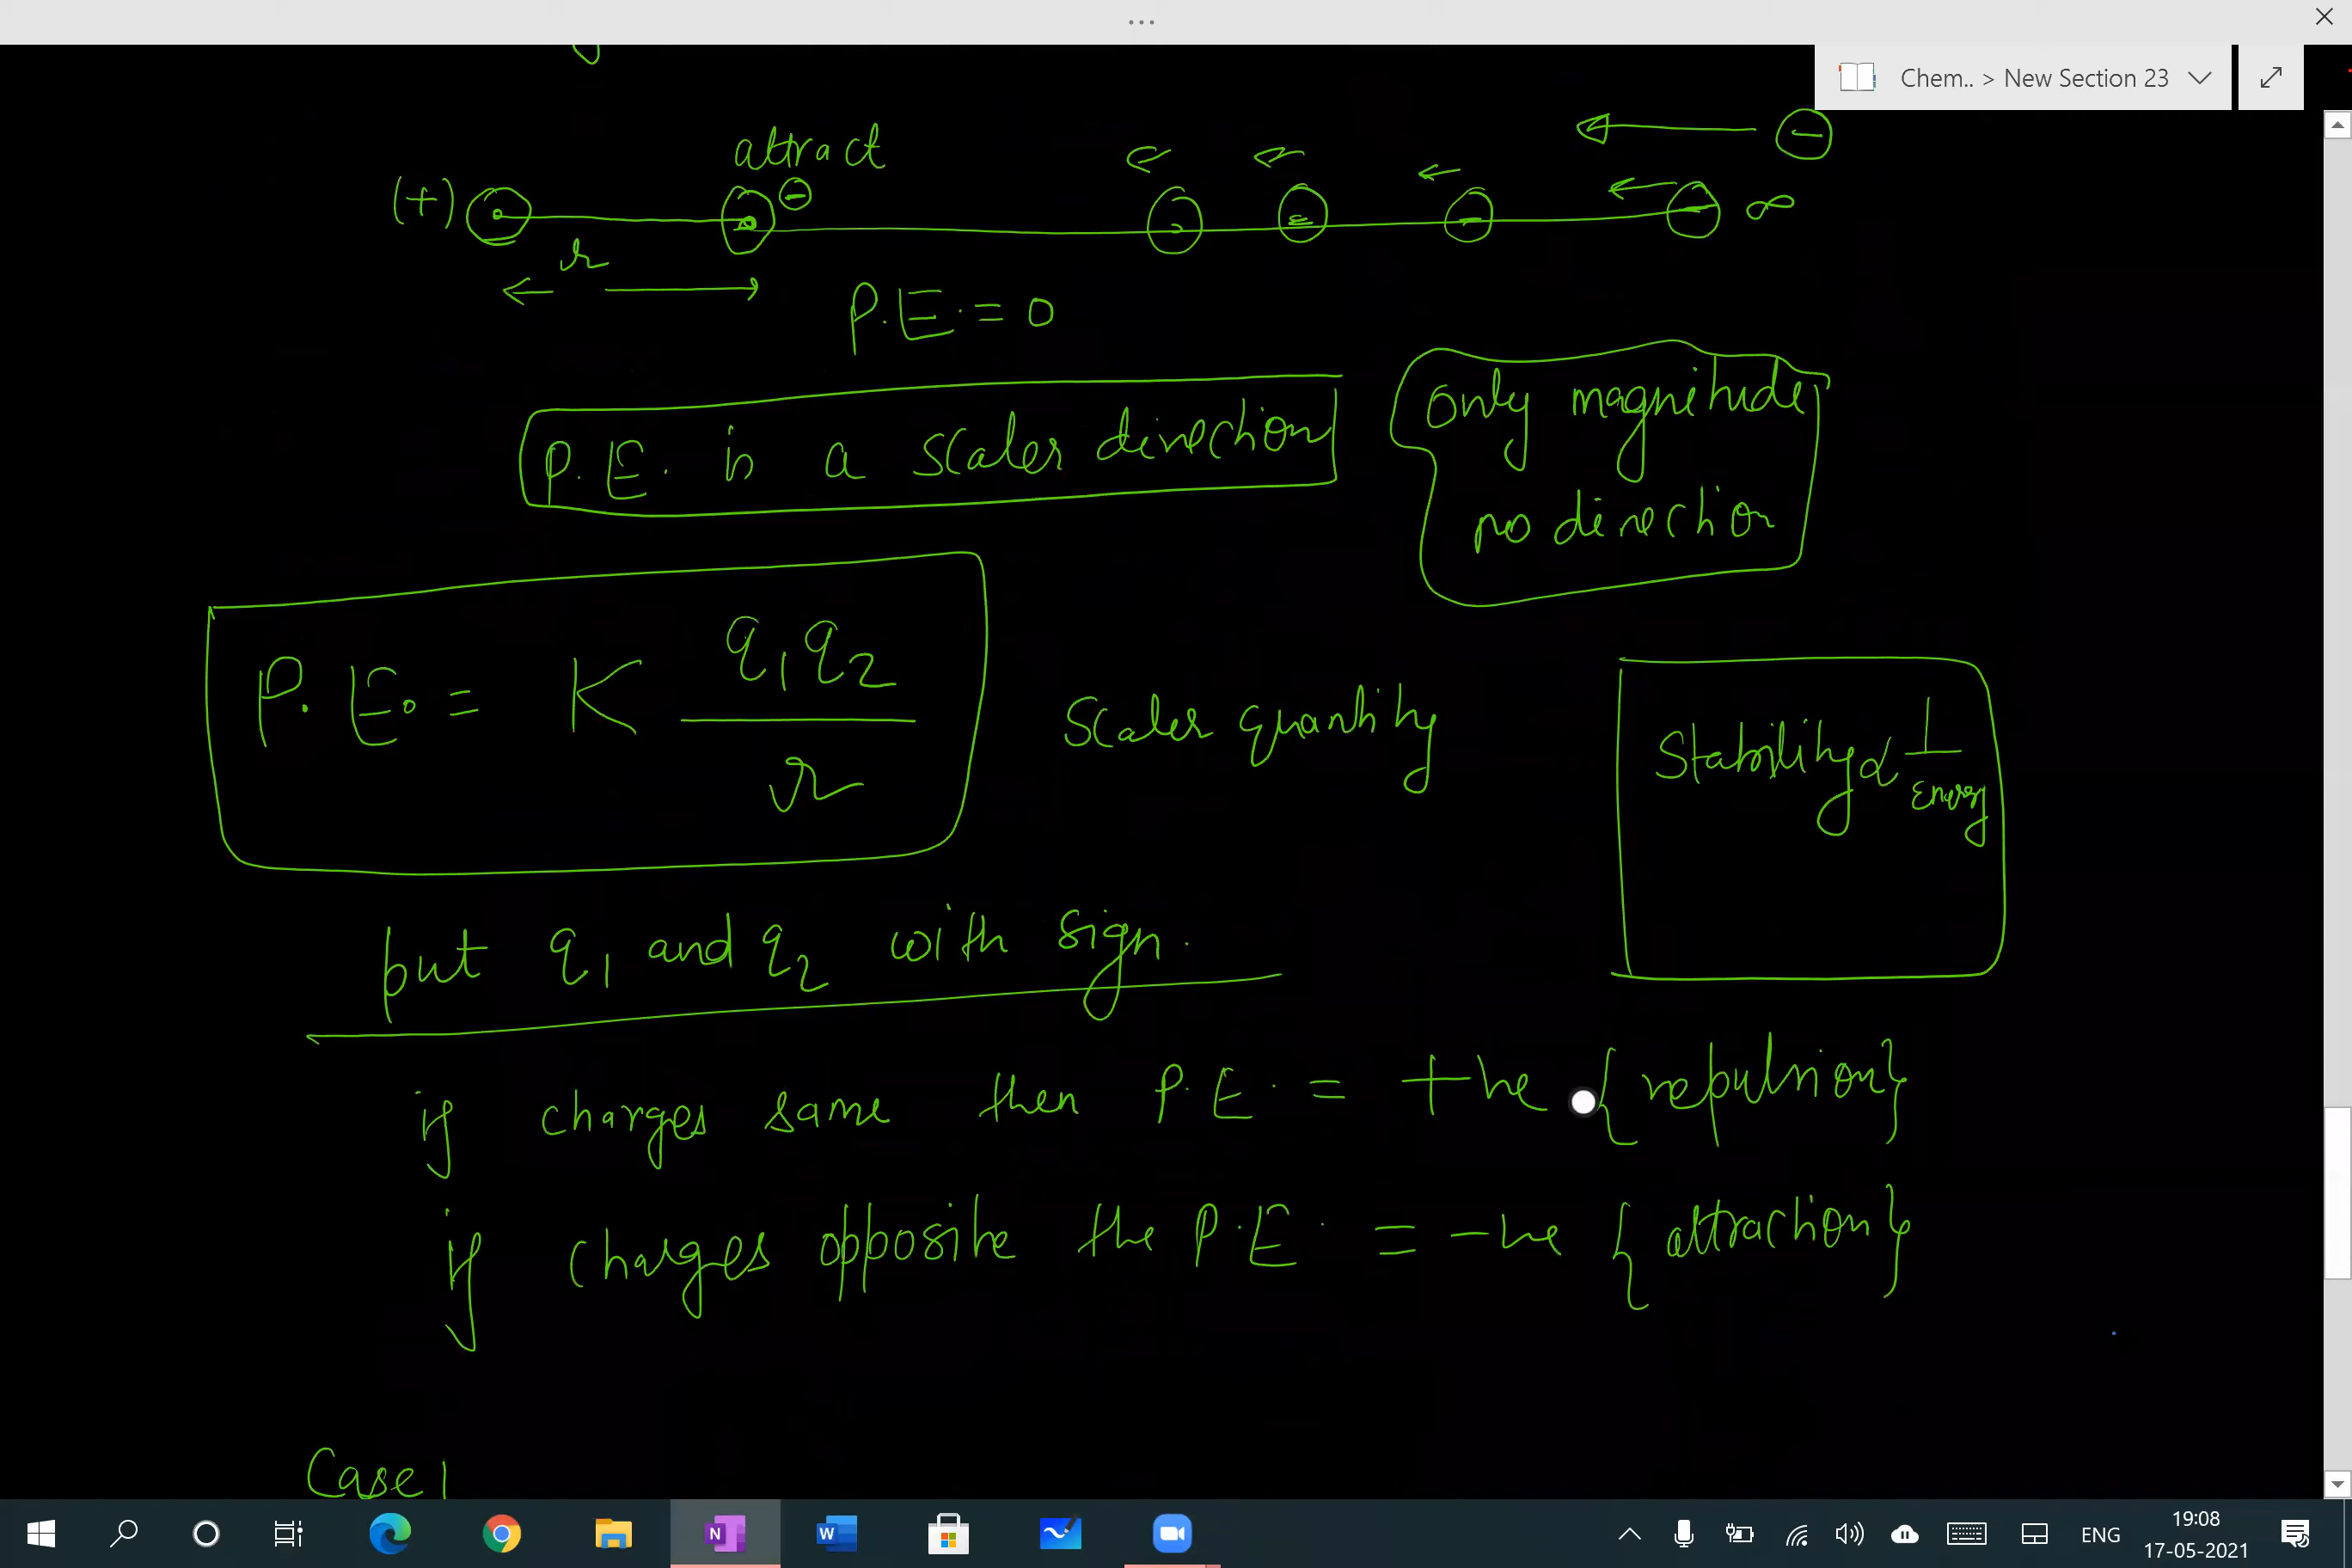 Chem.. > New Section 23
attract
(+)
∞
r
P.E. = 0
P.E. is a scaler direction
only magnitude
no direction
P.E. = K q1q2 / r
Scaler quantity
Stability ∝ 1/Energy
put q1 and q2 with sign.
if charges same then P.E. = +ve {repulsion}
if charges opposite the P.E. = -ve {attraction}
Case 1
ENG
19:08
17-05-2021